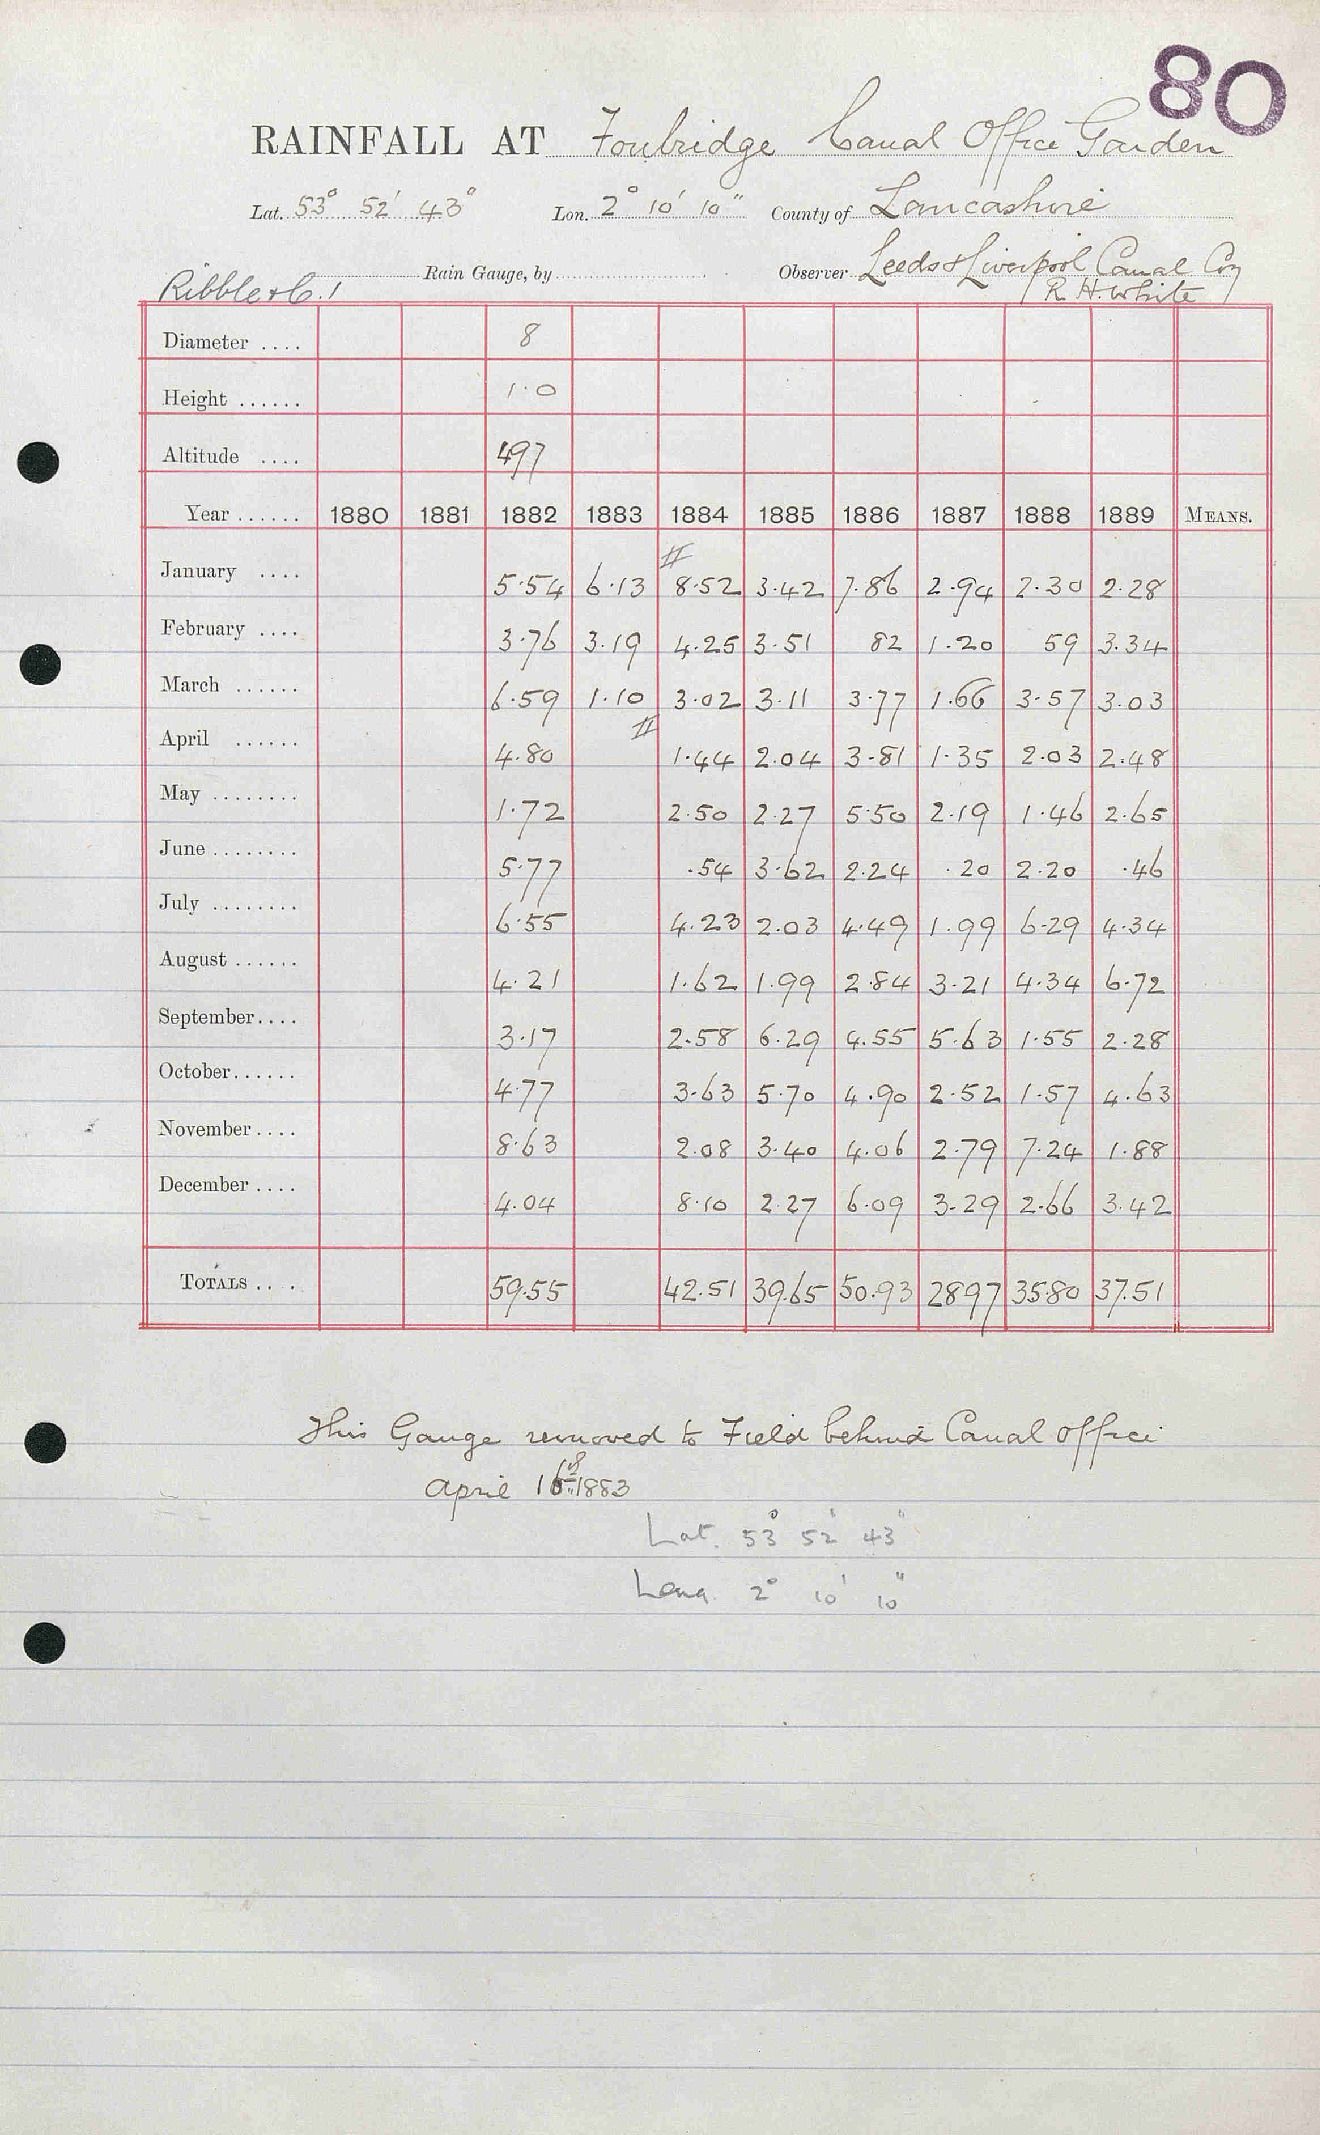 80
RAINFALL AT Foulbridge Canal Office Garden
Lat. 53° 52' 43° Lon. 2° 10' 10" County of Lancashire
Rain Gauge, by Observer Leeds & Liverpool Canal Coy
Ribble & C. 1 R. H. White
Diameter .... 8
Height ...... 1·0
Altitude .... 497
Year ...... 1880 1881 1882 1883 1884 1885 1886 1887 1888 1889 MEANS.
#
January .... 5·54 6·13 8·52 3·42 7·86 2·94 2·30 2·28
February .... 3·76 3·19 4·25 3·51 82 1·20 59 3·34
March ...... 6·59 1·10 3·02 3·11 3·77 1·66 3·57 3·03
#
April ...... 4·80 1·44 2·04 3·81 1·35 2·03 2·48
May ........ 1·72 2·50 2·27 5·50 2·19 1·46 2·65
June ........ 5·77 ·54 3·62 2·24 ·20 2·20 ·46
July ........ 6·55 4·23 2·03 4·49 1·99 6·29 4·34
August ...... 4·21 1·62 1·99 2·84 3·21 4·34 6·72
September.... 3·17 2·58 6·29 4·55 5·63 1·55 2·28
October...... 4·77 3·63 5·70 4·90 2·52 1·57 4·63
November.... 8·63 2·08 3·40 4·06 2·79 7·24 1·88
December .... 4·04 8·10 2·27 6·09 3·29 2·66 3·42
TOTALS .... 59·55 42·51 39·65 50·93 28 97 35·80 37·51
This Gauge removed to Field behind Canal Office
April 16th 1883
Lat. 53° 52' 43"
Long. 2° 10' 10"